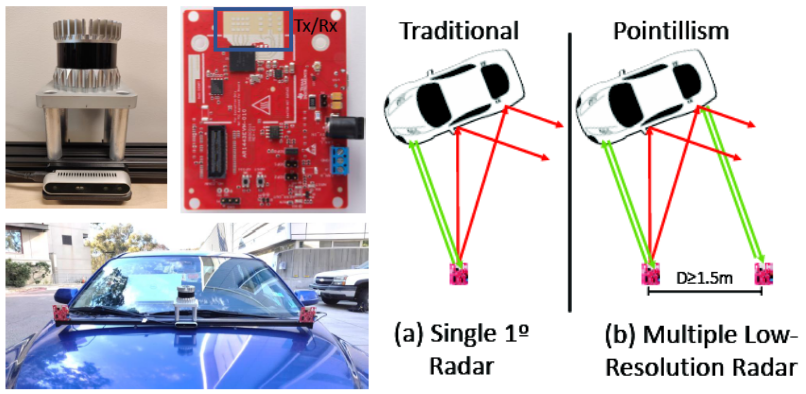 Tx/Rx
Traditional
Pointillism
D≥1.5m
(a) Single 1º
Radar
(b) Multiple Low-
Resolution Radar